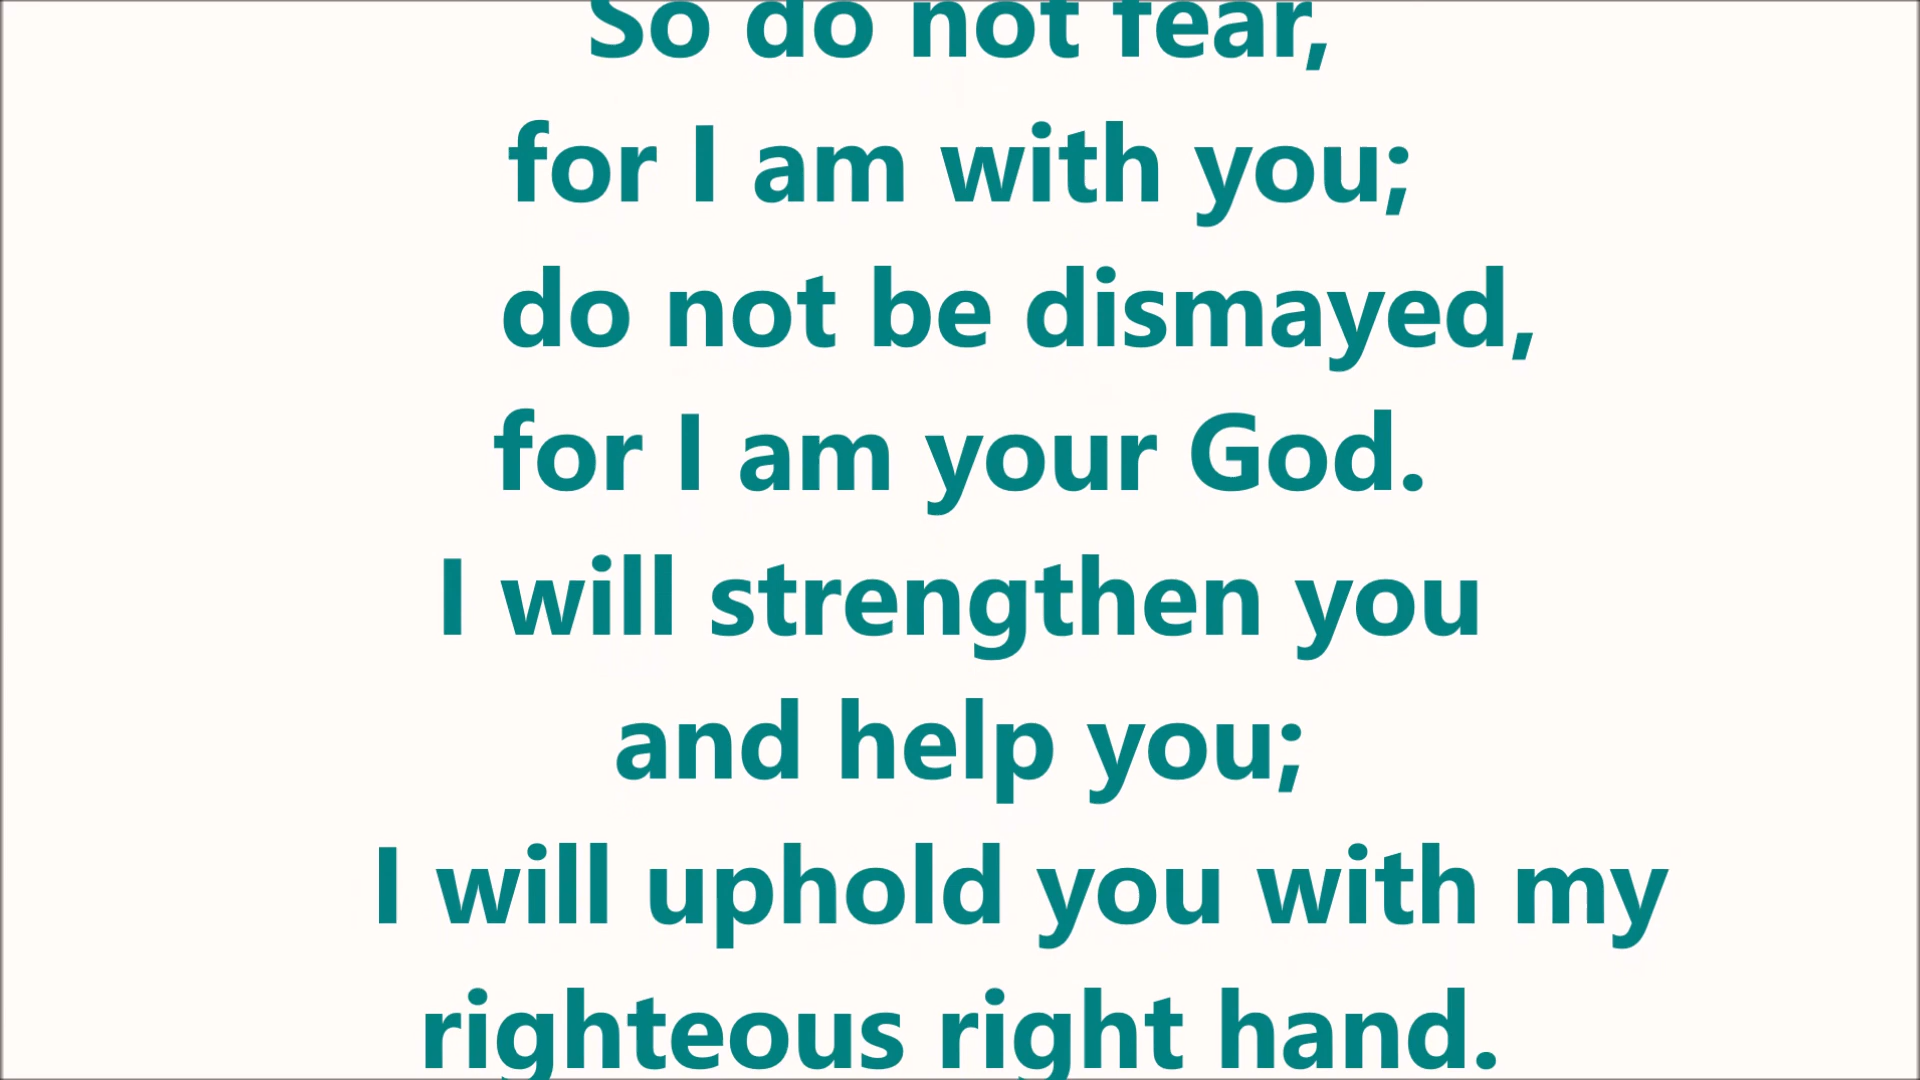 So do not fear,
for I am with you;
do not be dismayed,
for I am your God.
I will strengthen you
and help you;
I will uphold you with my
righteous right hand.